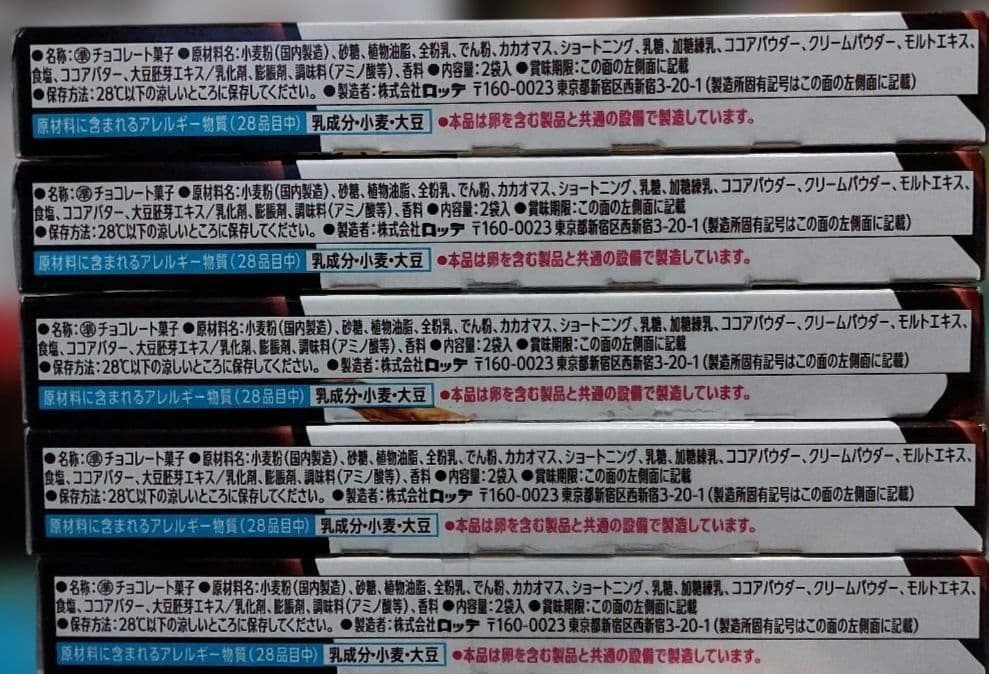 ●名称:準チョコレート菓子 ●原材料名:小麦粉(国内製造)、砂糖、植物油脂、全粉乳、でん粉、カカオマス、ショートニング、乳糖、加糖練乳、ココアパウダー、クリームパウダー、モルトエキス、
食塩、ココアバター、大豆胚芽エキス/乳化剤、膨脹剤、調味料(アミノ酸等)、香料 ●内容量:2袋入 ●賞味期限:この面の左側面に記載
●保存方法:28℃以下の涼しいところに保存してください。 ●製造者:株式会社ロッテ 〒160-0023 東京都新宿区西新宿3-20-1(製造所固有記号はこの面の左側面に記載)
原材料に含まれるアレルギー物質(28品目中) 乳成分・小麦・大豆 ●本品は卵を含む製品と共通の設備で製造しています。
●名称:準チョコレート菓子 ●原材料名:小麦粉(国内製造)、砂糖、植物油脂、全粉乳、でん粉、カカオマス、ショートニング、乳糖、加糖練乳、ココアパウダー、クリームパウダー、モルトエキス、
食塩、ココアバター、大豆胚芽エキス/乳化剤、膨脹剤、調味料(アミノ酸等)、香料 ●内容量:2袋入 ●賞味期限:この面の左側面に記載
●保存方法:28℃以下の涼しいところに保存してください。 ●製造者:株式会社ロッテ 〒160-0023 東京都新宿区西新宿3-20-1(製造所固有記号はこの面の左側面に記載)
原材料に含まれるアレルギー物質(28品目中) 乳成分・小麦・大豆 ●本品は卵を含む製品と共通の設備で製造しています。
●名称:準チョコレート菓子 ●原材料名:小麦粉(国内製造)、砂糖、植物油脂、全粉乳、でん粉、カカオマス、ショートニング、乳糖、加糖練乳、ココアパウダー、クリームパウダー、モルトエキス、
食塩、ココアバター、大豆胚芽エキス/乳化剤、膨脹剤、調味料(アミノ酸等)、香料 ●内容量:2袋入 ●賞味期限:この面の左側面に記載
●保存方法:28℃以下の涼しいところに保存してください。 ●製造者:株式会社ロッテ 〒160-0023 東京都新宿区西新宿3-20-1(製造所固有記号はこの面の左側面に記載)
原材料に含まれるアレルギー物質(28品目中) 乳成分・小麦・大豆 ●本品は卵を含む製品と共通の設備で製造しています。
●名称:準チョコレート菓子 ●原材料名:小麦粉(国内製造)、砂糖、植物油脂、全粉乳、でん粉、カカオマス、ショートニング、乳糖、加糖練乳、ココアパウダー、クリームパウダー、モルトエキス、
食塩、ココアバター、大豆胚芽エキス/乳化剤、膨脹剤、調味料(アミノ酸等)、香料 ●内容量:2袋入 ●賞味期限:この面の左側面に記載
●保存方法:28℃以下の涼しいところに保存してください。 ●製造者:株式会社ロッテ 〒160-0023 東京都新宿区西新宿3-20-1(製造所固有記号はこの面の左側面に記載)
原材料に含まれるアレルギー物質(28品目中) 乳成分・小麦・大豆 ●本品は卵を含む製品と共通の設備で製造しています。
●名称:準チョコレート菓子 ●原材料名:小麦粉(国内製造)、砂糖、植物油脂、全粉乳、でん粉、カカオマス、ショートニング、乳糖、加糖練乳、ココアパウダー、クリームパウダー、モルトエキス、
食塩、ココアバター、大豆胚芽エキス/乳化剤、膨脹剤、調味料(アミノ酸等)、香料 ●内容量:2袋入 ●賞味期限:この面の左側面に記載
●保存方法:28℃以下の涼しいところに保存してください。 ●製造者:株式会社ロッテ 〒160-0023 東京都新宿区西新宿3-20-1(製造所固有記号はこの面の左側面に記載)
原材料に含まれるアレルギー物質(28品目中) 乳成分・小麦・大豆 ●本品は卵を含む製品と共通の設備で製造しています。